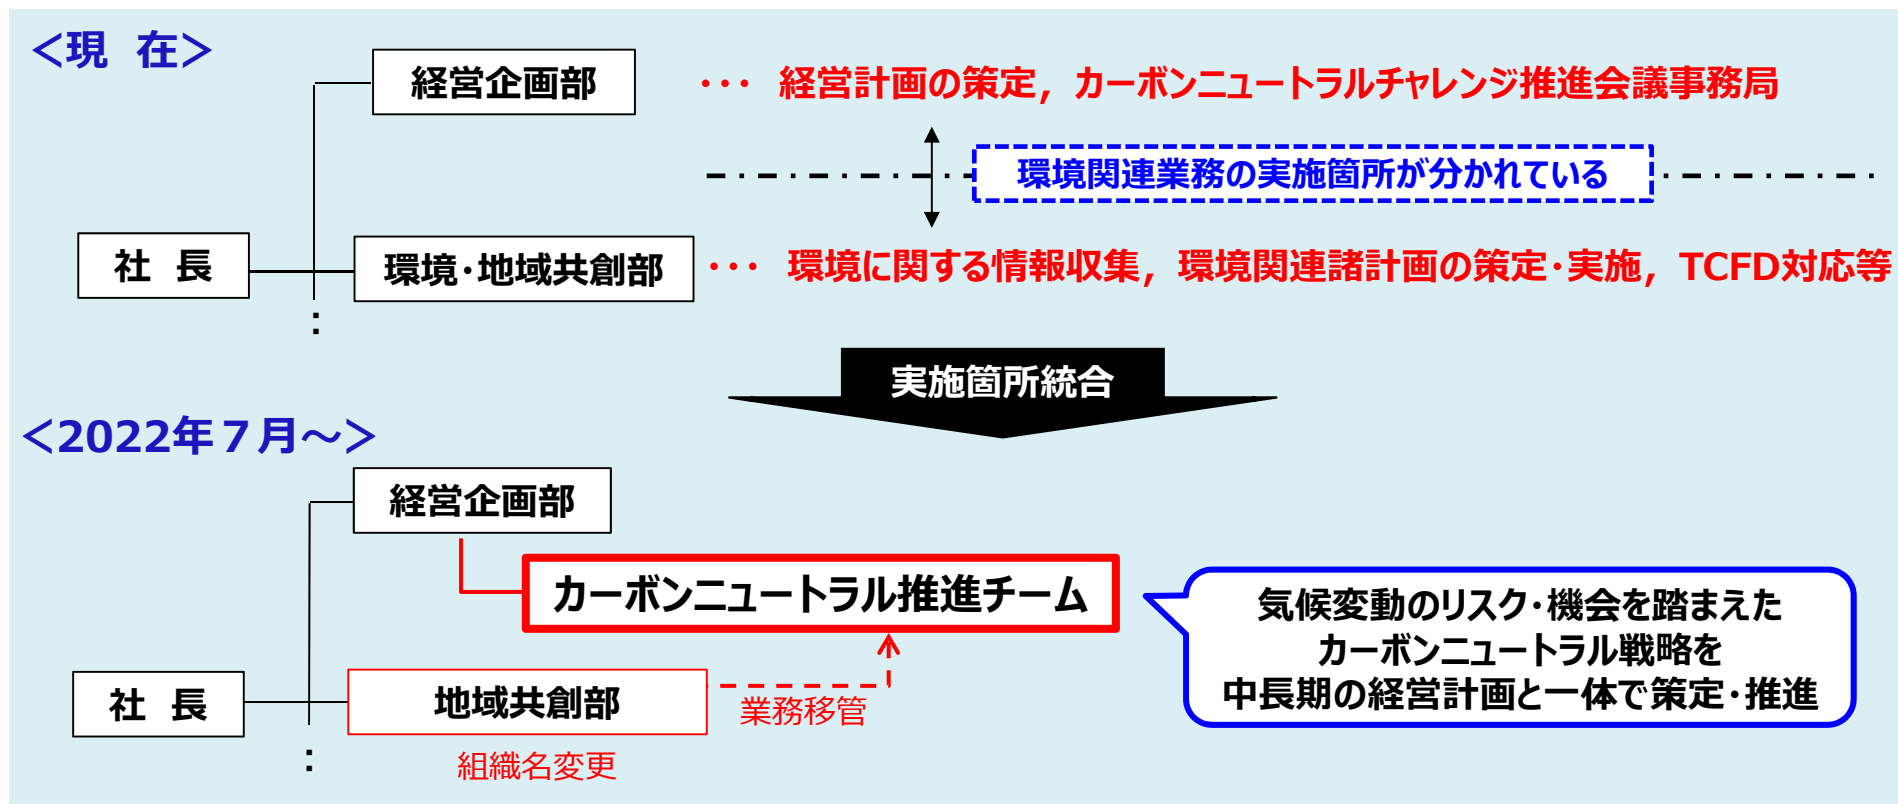 ＜現 在＞
経営企画部
・・・ 経営計画の策定，カーボンニュートラルチャレンジ推進会議事務局
環境関連業務の実施箇所が分かれている
社 長
環境・地域共創部
・・・ 環境に関する情報収集，環境関連諸計画の策定・実施，TCFD対応等
：
実施箇所統合
＜2022年７月～＞
経営企画部
カーボンニュートラル推進チーム
気候変動のリスク・機会を踏まえた
カーボンニュートラル戦略を
中長期の経営計画と一体で策定・推進
社 長
地域共創部
業務移管
：
組織名変更